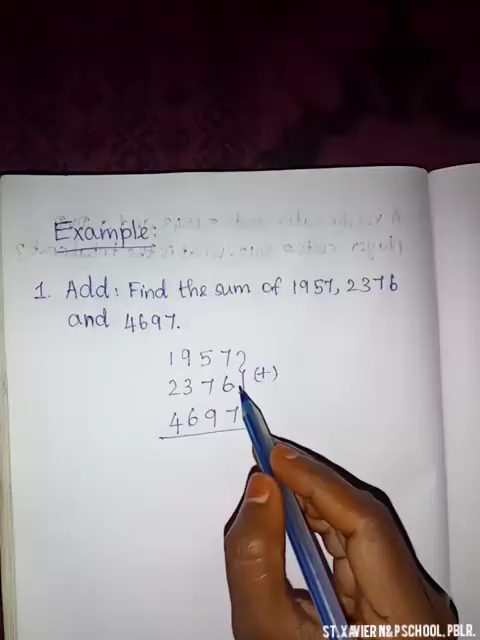 Example:
1. Add: Find the sum of 1957, 2376
and 4697.
1957
2376 (+)
4697
ST.XAVIER N&P SCHOOL, PBLR.